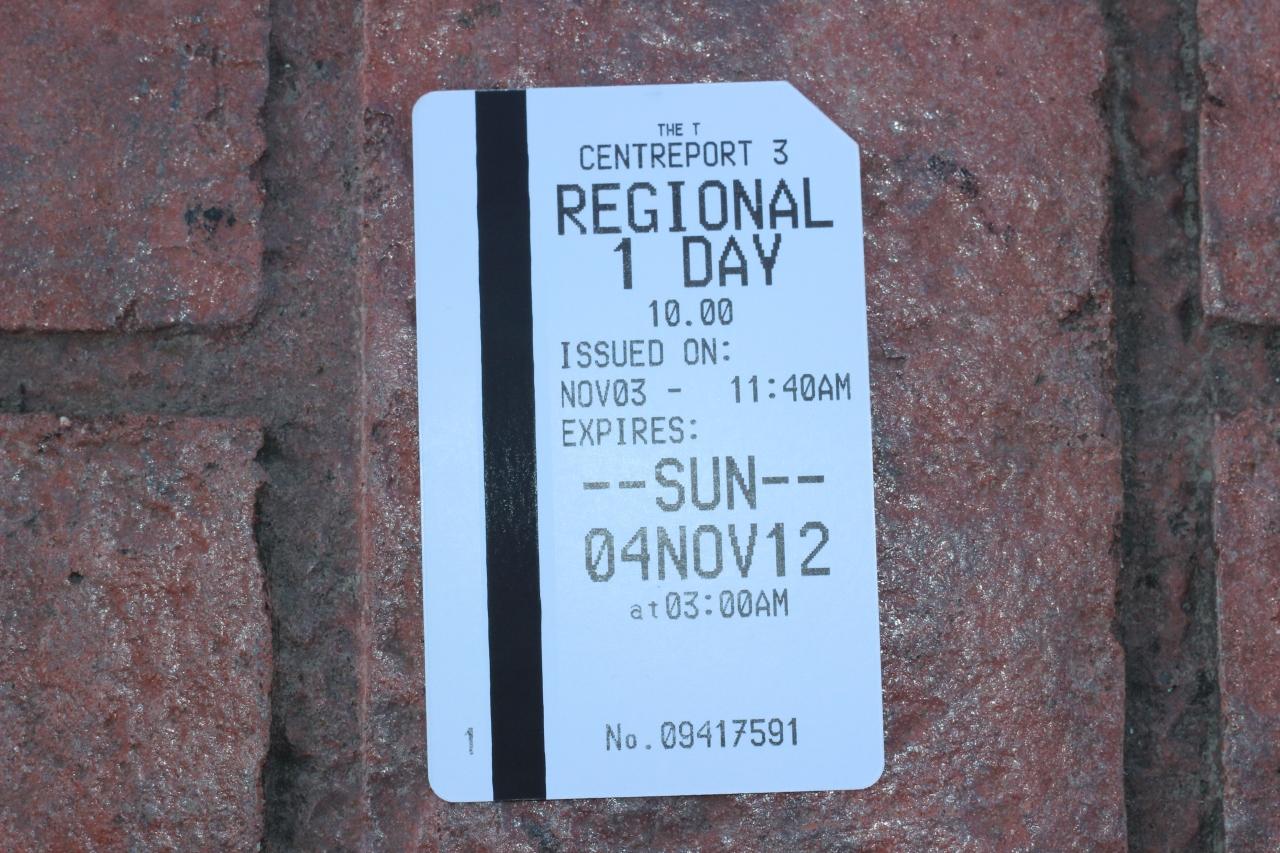 THE T
CENTREPORT 3
REGIONAL
1 DAY
10.00
ISSUED ON:
NOV03 - 11:40AM
EXPIRES:
--SUN--
04NOV12
at03:00AM
No.09417591
1